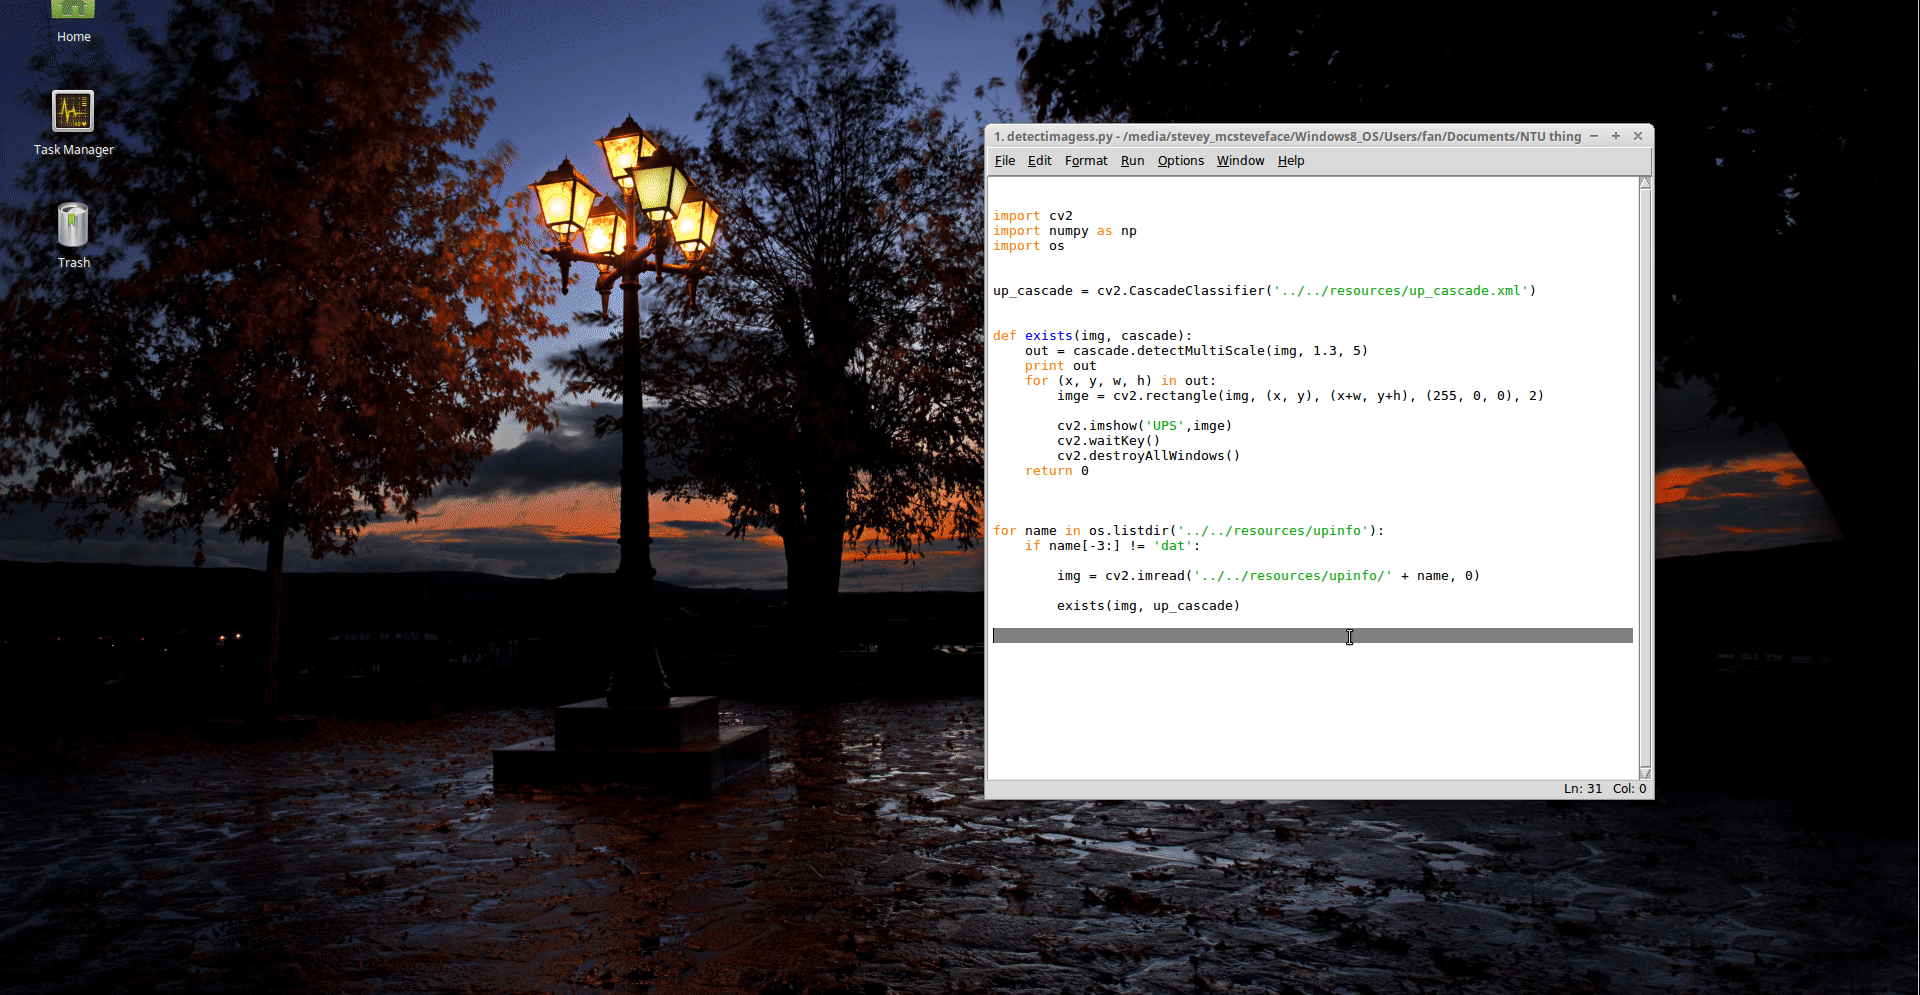 Home
Task Manager
Trash
1. detectimagess.py - /media/stevey_mcsteveface/Windows8_OS/Users/fan/Documents/NTU thing
File Edit Format Run Options Window Help
import cv2
import numpy as np
import os
up_cascade = cv2.CascadeClassifier('../../resources/up_cascade.xml')
def exists(img, cascade):
    out = cascade.detectMultiScale(img, 1.3, 5)
    print out
    for (x, y, w, h) in out:
        imge = cv2.rectangle(img, (x, y), (x+w, y+h), (255, 0, 0), 2)
        cv2.imshow('UPS',imge)
        cv2.waitKey()
        cv2.destroyAllWindows()
    return 0
for name in os.listdir('../../resources/upinfo'):
    if name[-3:] != 'dat':
        img = cv2.imread('../../resources/upinfo/' + name, 0)
        exists(img, up_cascade)
Ln: 31 Col: 0